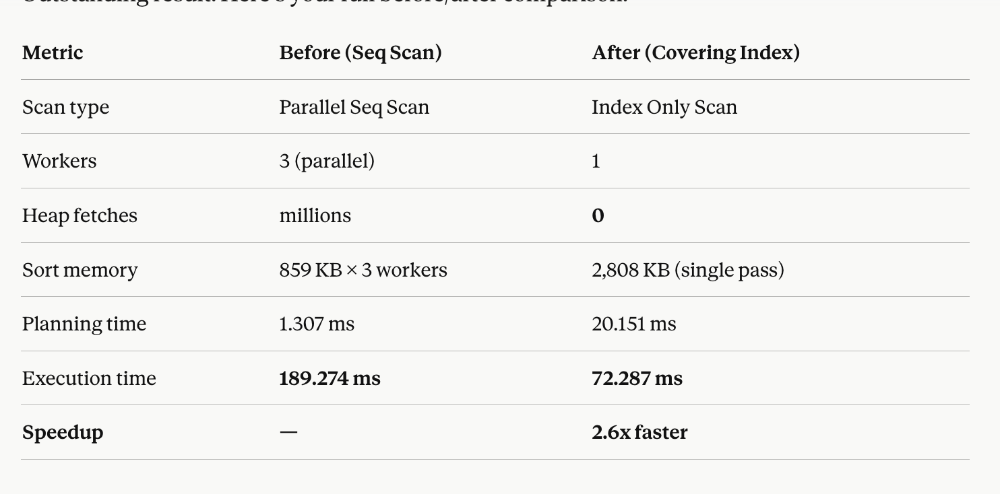 Outstanding result. Here's your full before/after comparison:
Metric Before (Seq Scan) After (Covering Index)
Scan type Parallel Seq Scan Index Only Scan
Workers 3 (parallel) 1
Heap fetches millions 0
Sort memory 859 KB × 3 workers 2,808 KB (single pass)
Planning time 1.307 ms 20.151 ms
Execution time 189.274 ms 72.287 ms
Speedup — 2.6x faster